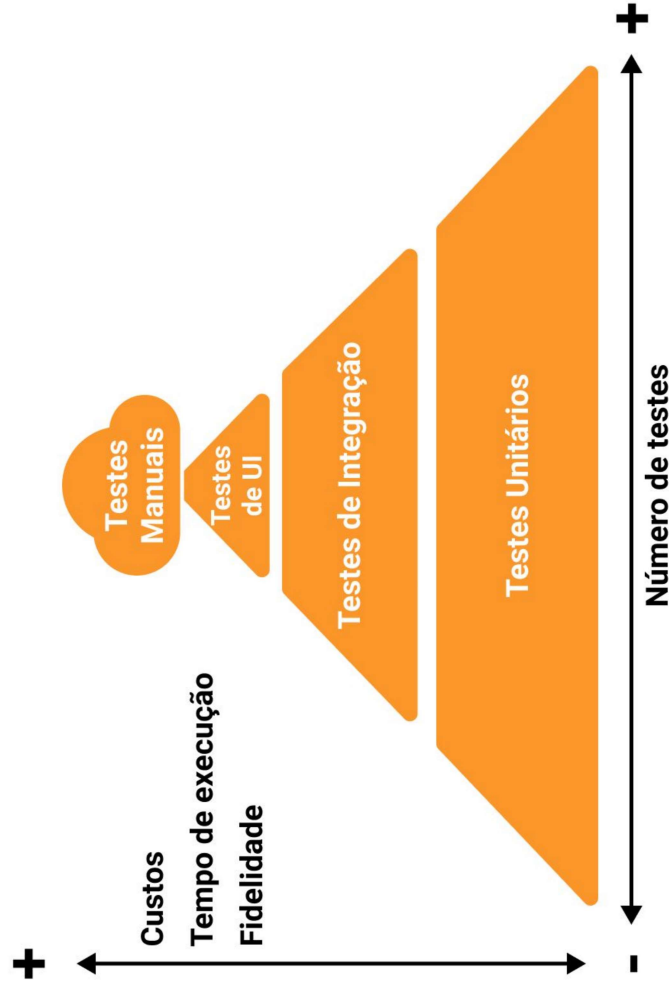 +
Custos
Tempo de execução
Fidelidade
Testes
Manuais
Testes
de UI
Testes de Integração
Testes Unitários
-
+
Número de testes